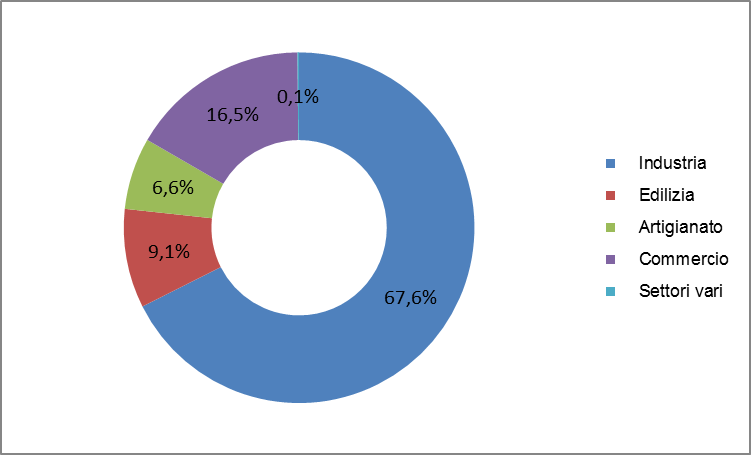 0,1%
16,5%
6,6%
9,1%
67,6%
Industria
Edilizia
Artigianato
Commercio
Settori vari